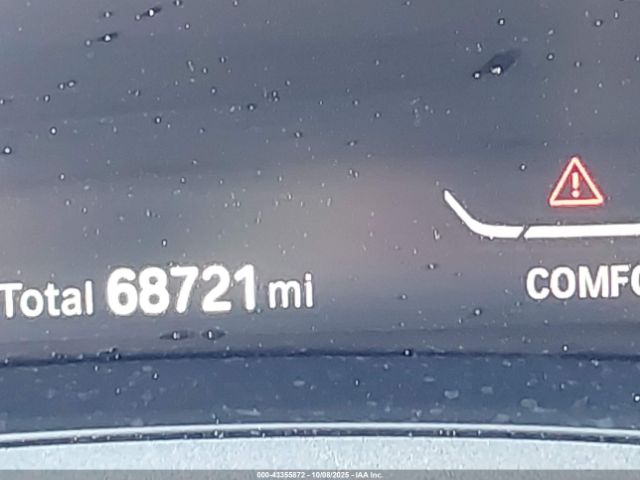 Total 68721 mi
COMFO
000-43355872 - 10/08/2025 - IAA Inc.